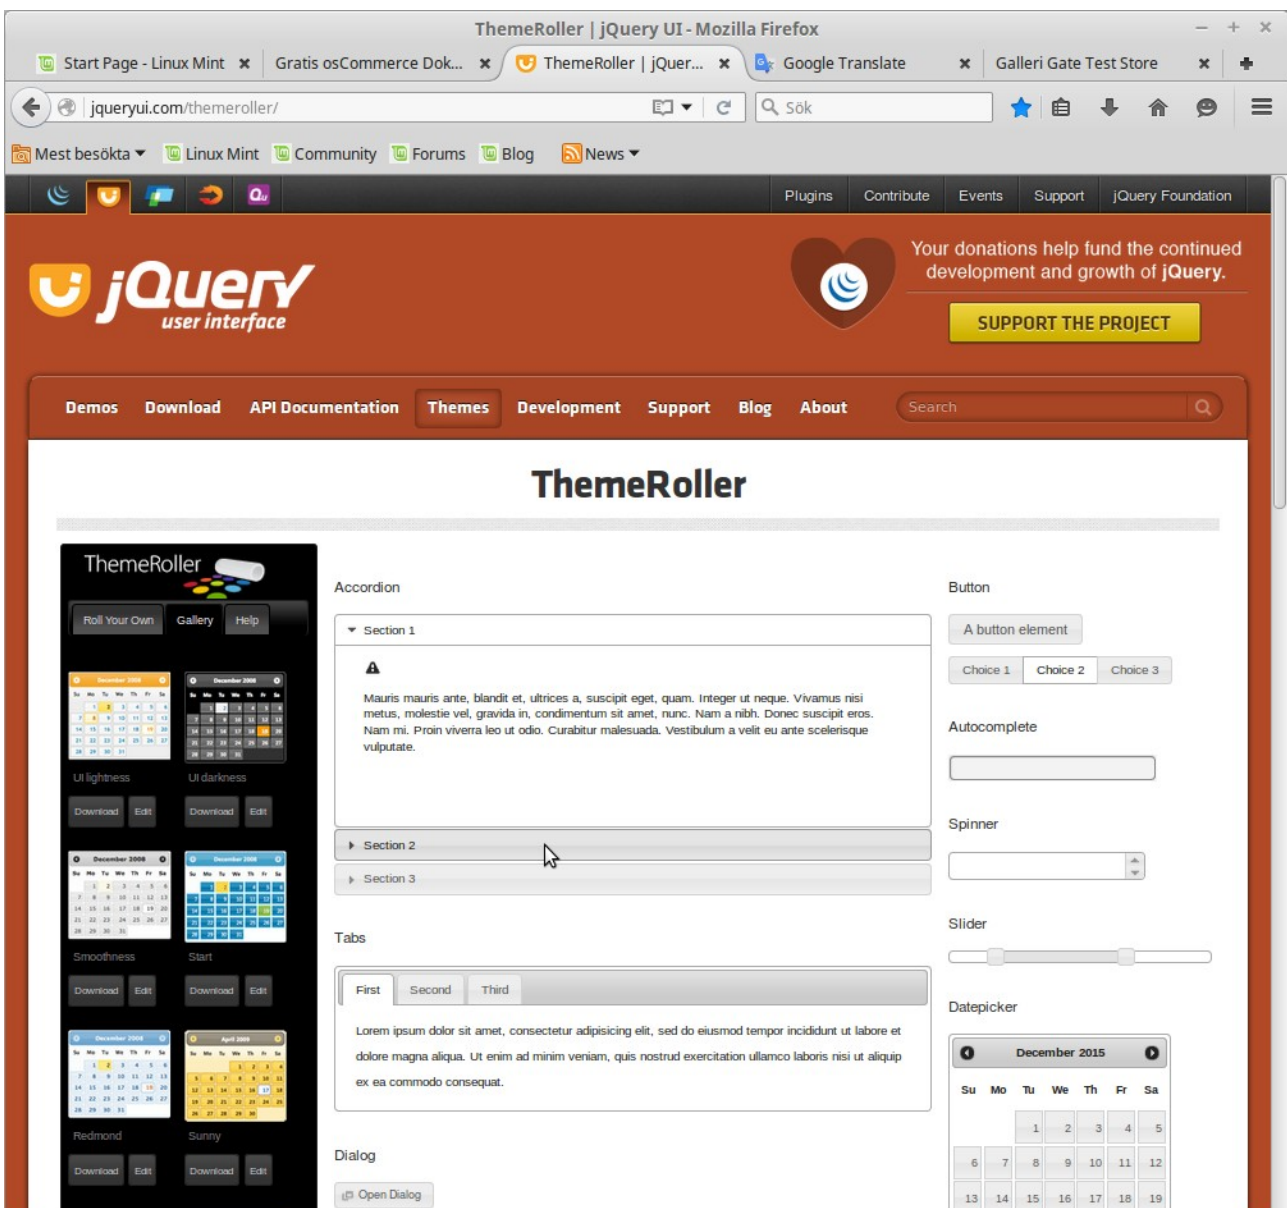 ThemeRoller | jQuery UI - Mozilla Firefox
Start Page - Linux Mint
Gratis osCommerce Dok...
ThemeRoller | jQuer...
Google Translate
Galleri Gate Test Store
jqueryui.com/themeroller/
Sök
Mest besökta
Linux Mint
Community
Forums
Blog
News
Plugins
Contribute
Events
Support
jQuery Foundation
jQuery
user interface
Your donations help fund the continued
development and growth of jQuery.
SUPPORT THE PROJECT
Demos
Download
API Documentation
Themes
Development
Support
Blog
About
Search
ThemeRoller
ThemeRoller
Roll Your Own
Gallery
Help
UI lightness
UI darkness
Download
Edit
Download
Edit
Smoothness
Start
Download
Edit
Download
Edit
Redmond
Sunny
Download
Edit
Download
Edit
Accordion
Section 1
Mauris mauris ante, blandit et, ultrices a, suscipit eget, quam. Integer ut neque. Vivamus nisi
metus, molestie vel, gravida in, condimentum sit amet, nunc. Nam a nibh. Donec suscipit eros.
Nam mi. Proin viverra leo ut odio. Curabitur malesuada. Vestibulum a velit eu ante scelerisque
vulputate.
Section 2
Section 3
Tabs
First
Second
Third
Lorem ipsum dolor sit amet, consectetur adipisicing elit, sed do eiusmod tempor incididunt ut labore et
dolore magna aliqua. Ut enim ad minim veniam, quis nostrud exercitation ullamco laboris nisi ut aliquip
ex ea commodo consequat.
Dialog
Open Dialog
Button
A button element
Choice 1
Choice 2
Choice 3
Autocomplete
Spinner
Slider
Datepicker
December 2015
Su Mo Tu We Th Fr Sa
1 2 3 4 5
6 7 8 9 10 11 12
13 14 15 16 17 18 19